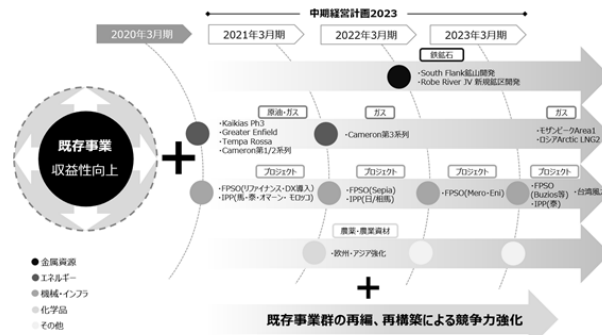 中期経営計画2023
2020年3月期
2021年3月期
2022年3月期
2023年3月期
鉄鉱石
・South Flank鉱山開発
・Robe River JV 新規鉱区開発
原油・ガス
ガス
ガス
・Kaikias Ph3
・Greater Enfield
・Tempa Rossa
・Cameron第1/2系列
・Cameron第3系列
・モザンビークArea1
・ロシアArctic LNG2
既存事業
収益性向上
+
プロジェクト
プロジェクト
プロジェクト
プロジェクト
・FPSO(リファイナンス・DX導入)
・IPP(馬・泰・オマーン・モロッコ)
・FPSO(Sepia)
・IPP(日/相馬)
・FPSO(Mero・Eni)
・FPSO
(Buzios等)
・IPP(泰)
・台湾風
農薬・農業資材
・欧州・アジア強化
●金属資源
●エネルギー
●機械・インフラ
●化学品
●その他
+
既存事業群の再編、再構築による競争力強化